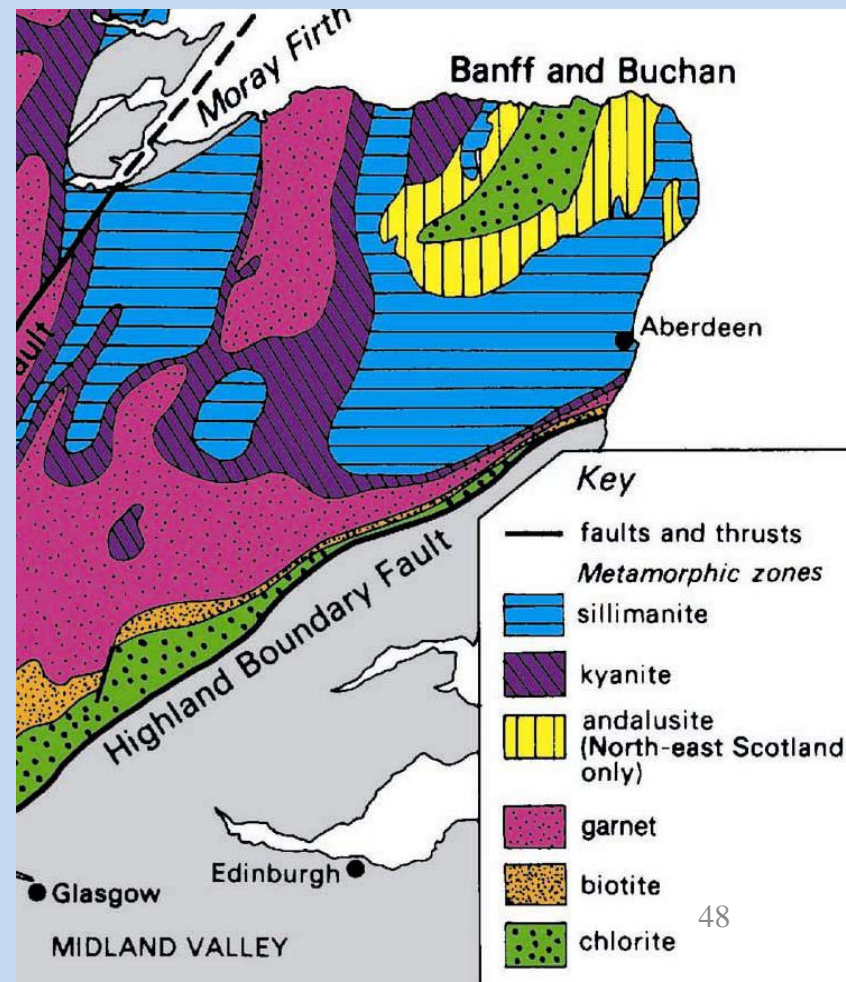 Moray Firth
Banff and Buchan
Aberdeen
ault
Highland Boundary Fault
Edinburgh
Glasgow
MIDLAND VALLEY
Key
faults and thrusts
Metamorphic zones
sillimanite
kyanite
andalusite
(North-east Scotland
only)
garnet
biotite
chlorite
48